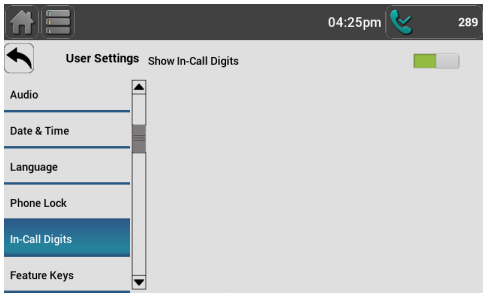 04:25pm 289
User Settings Show In-Call Digits
Audio
Date & Time
Language
Phone Lock
In-Call Digits
Feature Keys